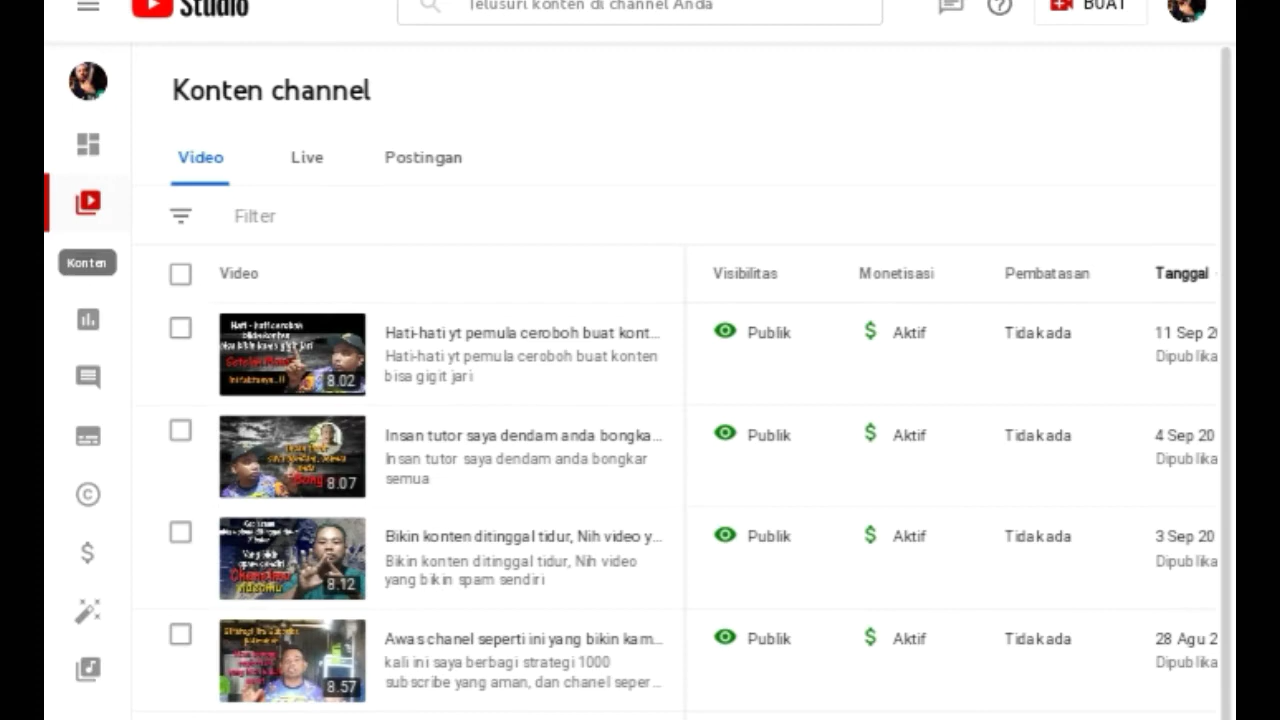 Studio
Telusuri konten di channel Anda
BUAT
Konten channel
Video Live Postingan
Filter
Konten
Video Visibilitas Monetisasi Pembatasan Tanggal
Hati-hati yt pemula ceroboh buat kont... Publik Aktif Tidak ada 11 Sep 20
Hati-hati yt pemula ceroboh buat konten Dipublika
bisa gigit jari
8.02
Insan tutor saya dendam anda bongka... Publik Aktif Tidak ada 4 Sep 20
Insan tutor saya dendam anda bongkar Dipublika
semua
8.07
Bikin konten ditinggal tidur, Nih video y... Publik Aktif Tidak ada 3 Sep 20
Bikin konten ditinggal tidur, Nih video Dipublika
yang bikin spam sendiri
8.12
Awas chanel seperti ini yang bikin kam... Publik Aktif Tidak ada 28 Agu 2
kali ini saya berbagi strategi 1000 Dipublika
subscribe yang aman, dan chanel seper...
8.57